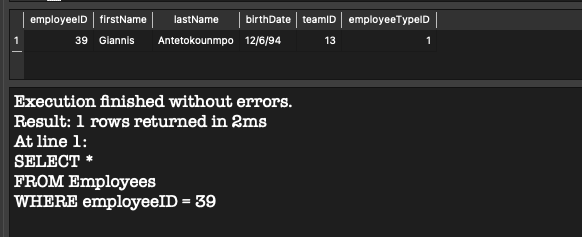 employeeID firstName lastName birthDate teamID employeeTypeID
1 39 Giannis Antetokounmpo 12/6/94 13 1
Execution finished without errors.
Result: 1 rows returned in 2ms
At line 1:
SELECT *
FROM Employees
WHERE employeeID = 39